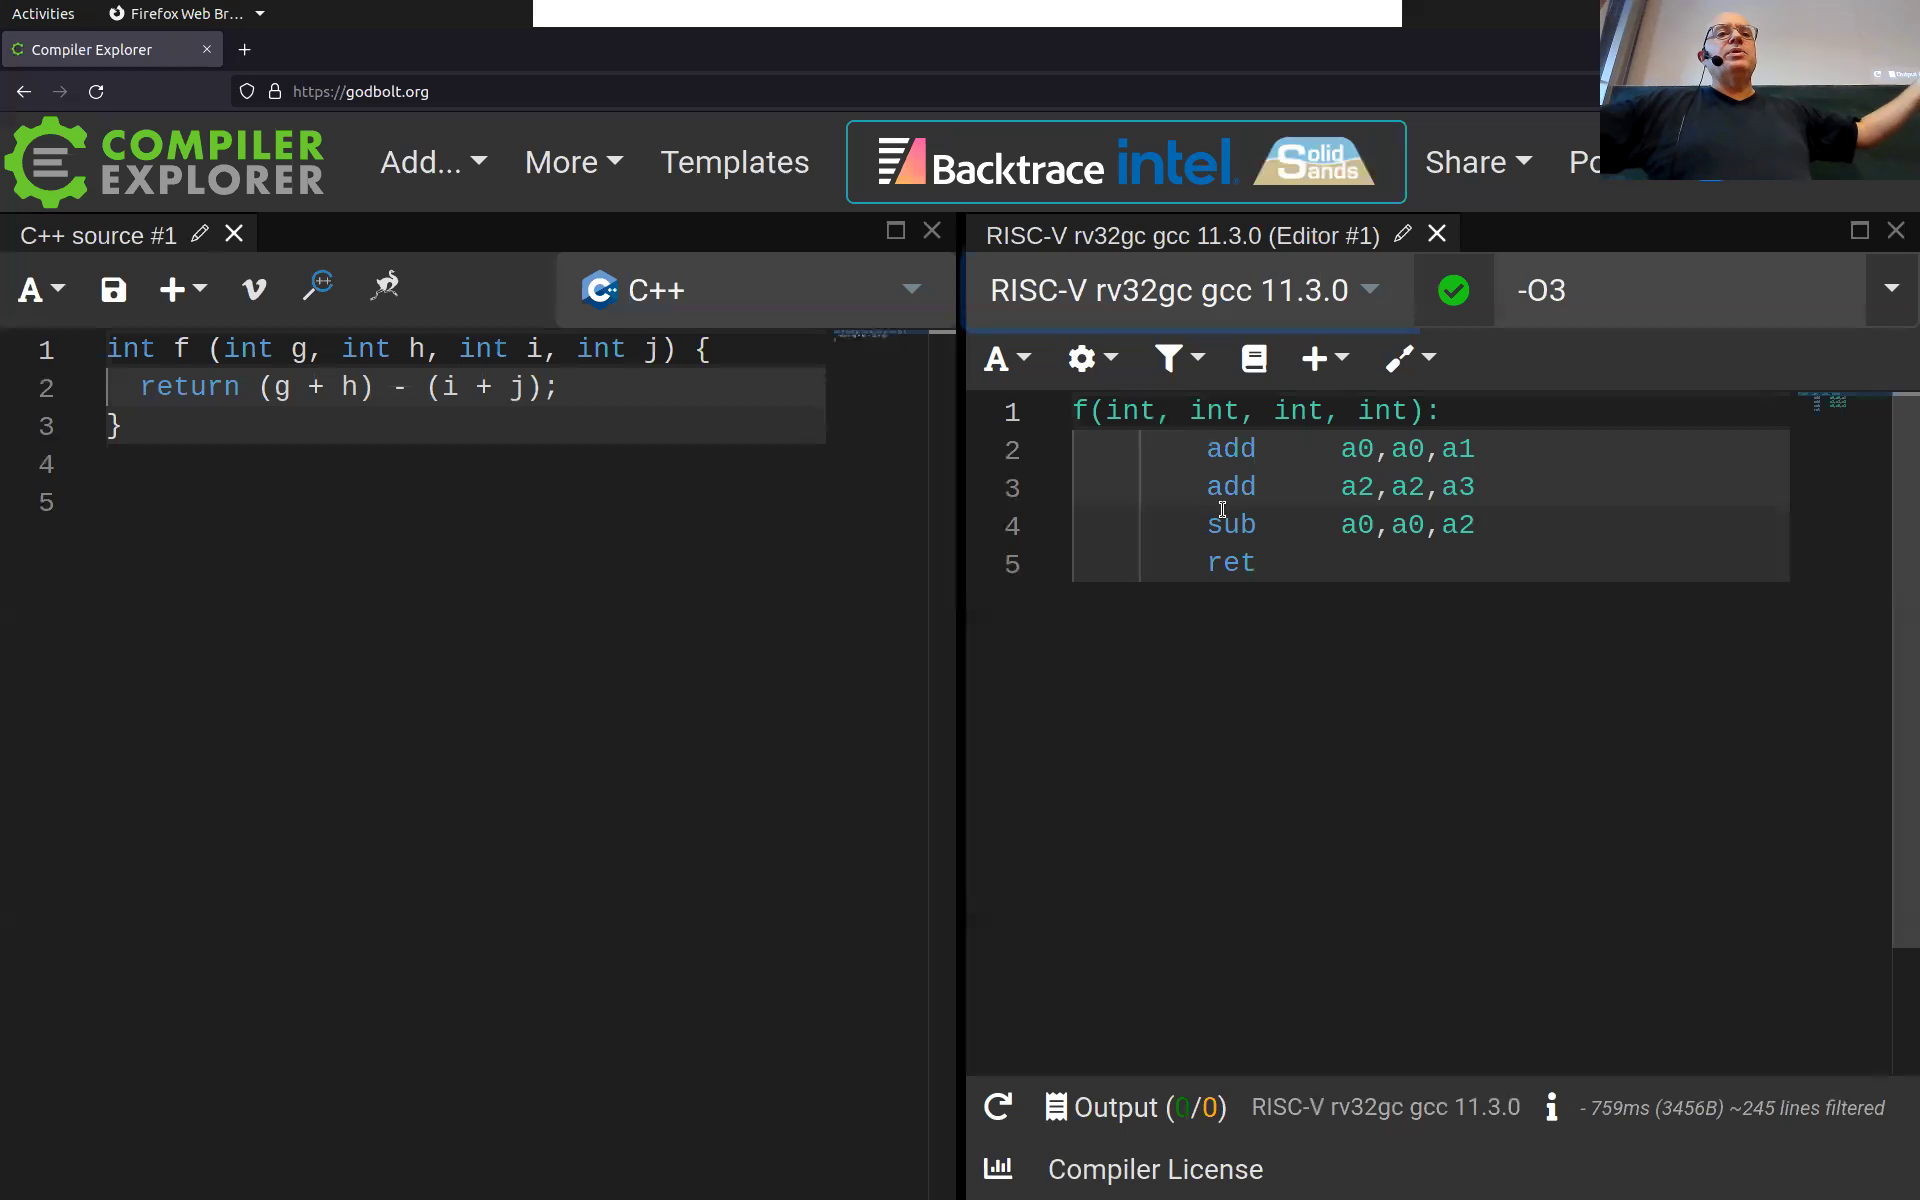 Activities
Firefox Web Br...
Compiler Explorer
https://godbolt.org
COMPILER
EXPLORER
Add...
More
Templates
Backtrace
intel
Solid
Sands
Share
Po
C++ source #1
RISC-V rv32gc gcc 11.3.0 (Editor #1)
A
C++
RISC-V rv32gc gcc 11.3.0
-O3
1 int f (int g, int h, int i, int j) {
2 return (g + h) - (i + j);
3 }
4
5
A
1 f(int, int, int, int):
2 add a0,a0,a1
3 add a2,a2,a3
4 sub a0,a0,a2
5 ret
Output (0/0) RISC-V rv32gc gcc 11.3.0 i - 759ms (3456B) ~245 lines filtered
Compiler License